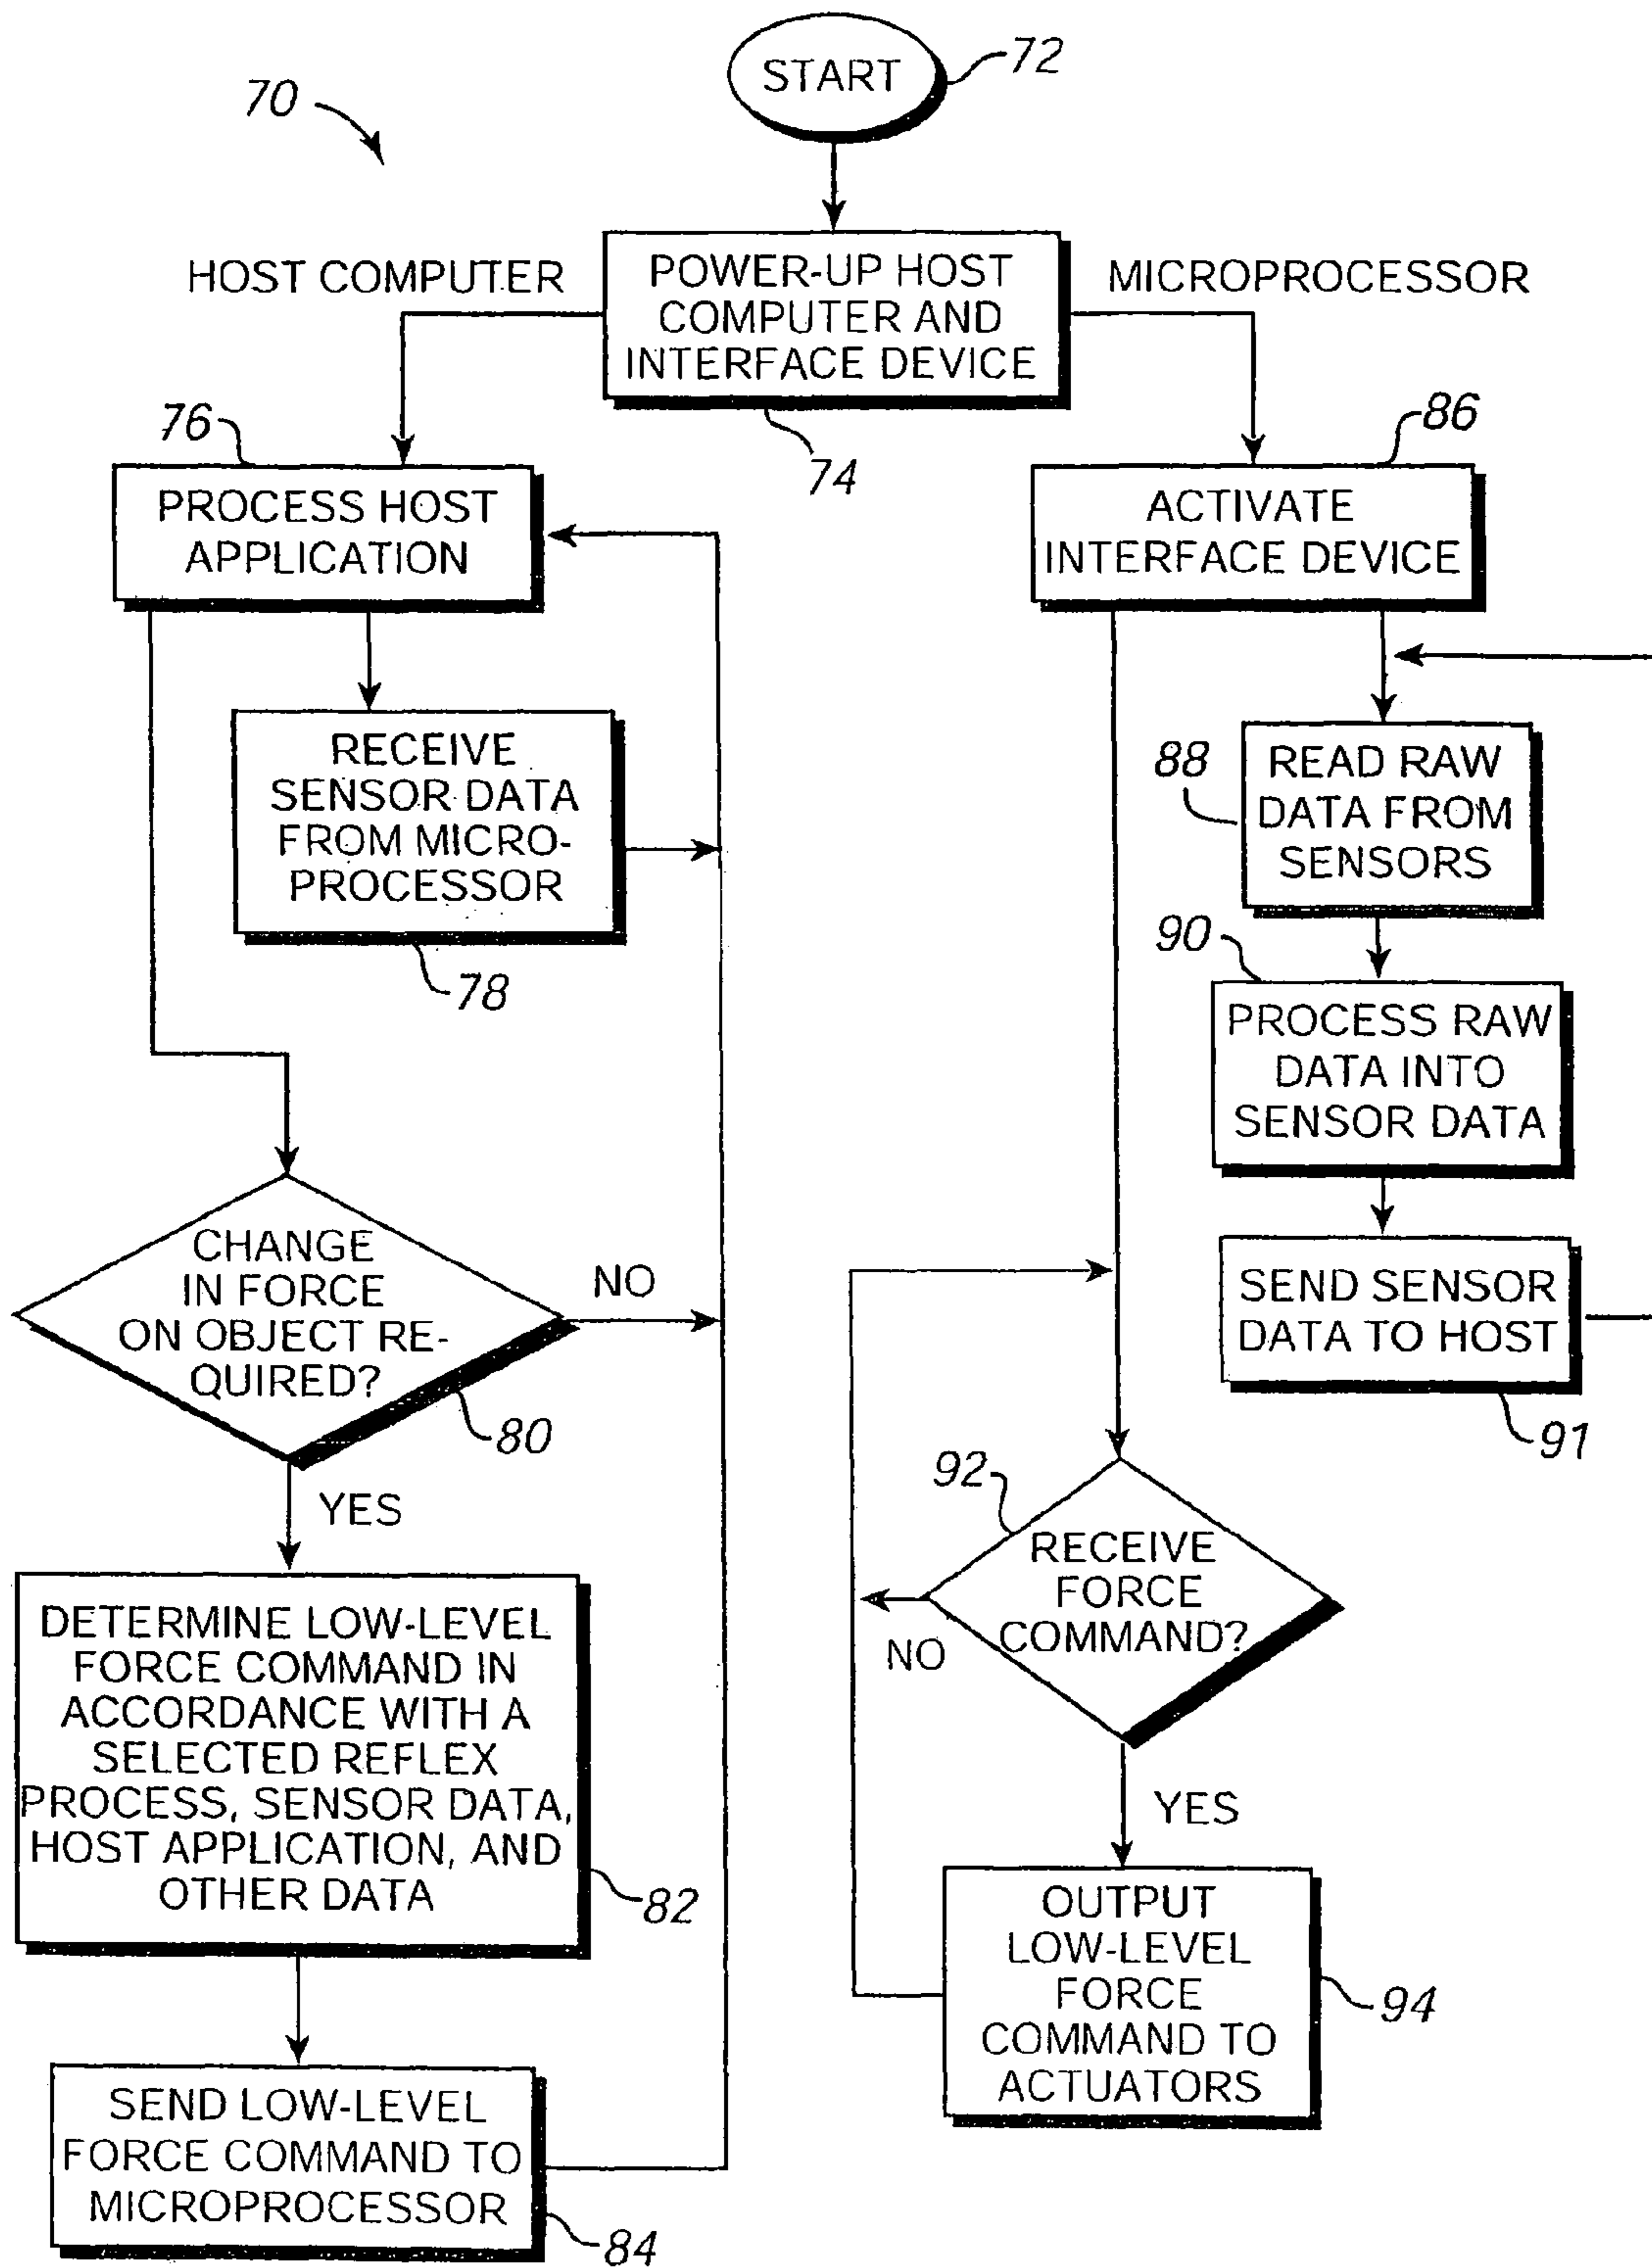 START
72
70
HOST COMPUTER
POWER-UP HOST
COMPUTER AND
INTERFACE DEVICE
MICROPROCESSOR
74
76
PROCESS HOST
APPLICATION
86
ACTIVATE
INTERFACE DEVICE
RECEIVE
SENSOR DATA
FROM MICRO-
PROCESSOR
78
88
READ RAW
DATA FROM
SENSORS
90
PROCESS RAW
DATA INTO
SENSOR DATA
SEND SENSOR
DATA TO HOST
91
CHANGE
IN FORCE
ON OBJECT RE-
QUIRED?
NO
80
YES
92
RECEIVE
FORCE
COMMAND?
NO
YES
DETERMINE LOW-LEVEL
FORCE COMMAND IN
ACCORDANCE WITH A
SELECTED REFLEX
PROCESS, SENSOR DATA,
HOST APPLICATION, AND
OTHER DATA
82
OUTPUT
LOW-LEVEL
FORCE
COMMAND TO
ACTUATORS
94
SEND LOW-LEVEL
FORCE COMMAND TO
MICROPROCESSOR
84